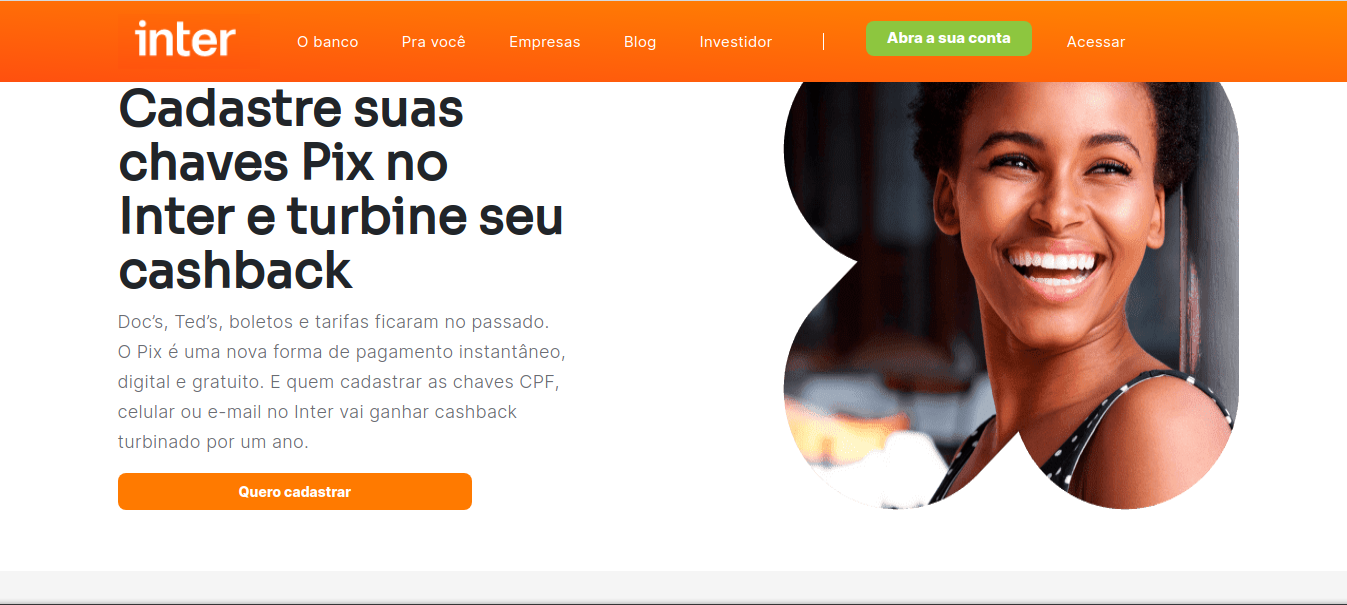 inter
O banco
Pra você
Empresas
Blog
Investidor
Abra a sua conta
Acessar
Cadastre suas
chaves Pix no
Inter e turbine seu
cashback
Doc’s, Ted’s, boletos e tarifas ficaram no passado.
O Pix é uma nova forma de pagamento instantâneo,
digital e gratuito. E quem cadastrar as chaves CPF,
celular ou e-mail no Inter vai ganhar cashback
turbinado por um ano.
Quero cadastrar